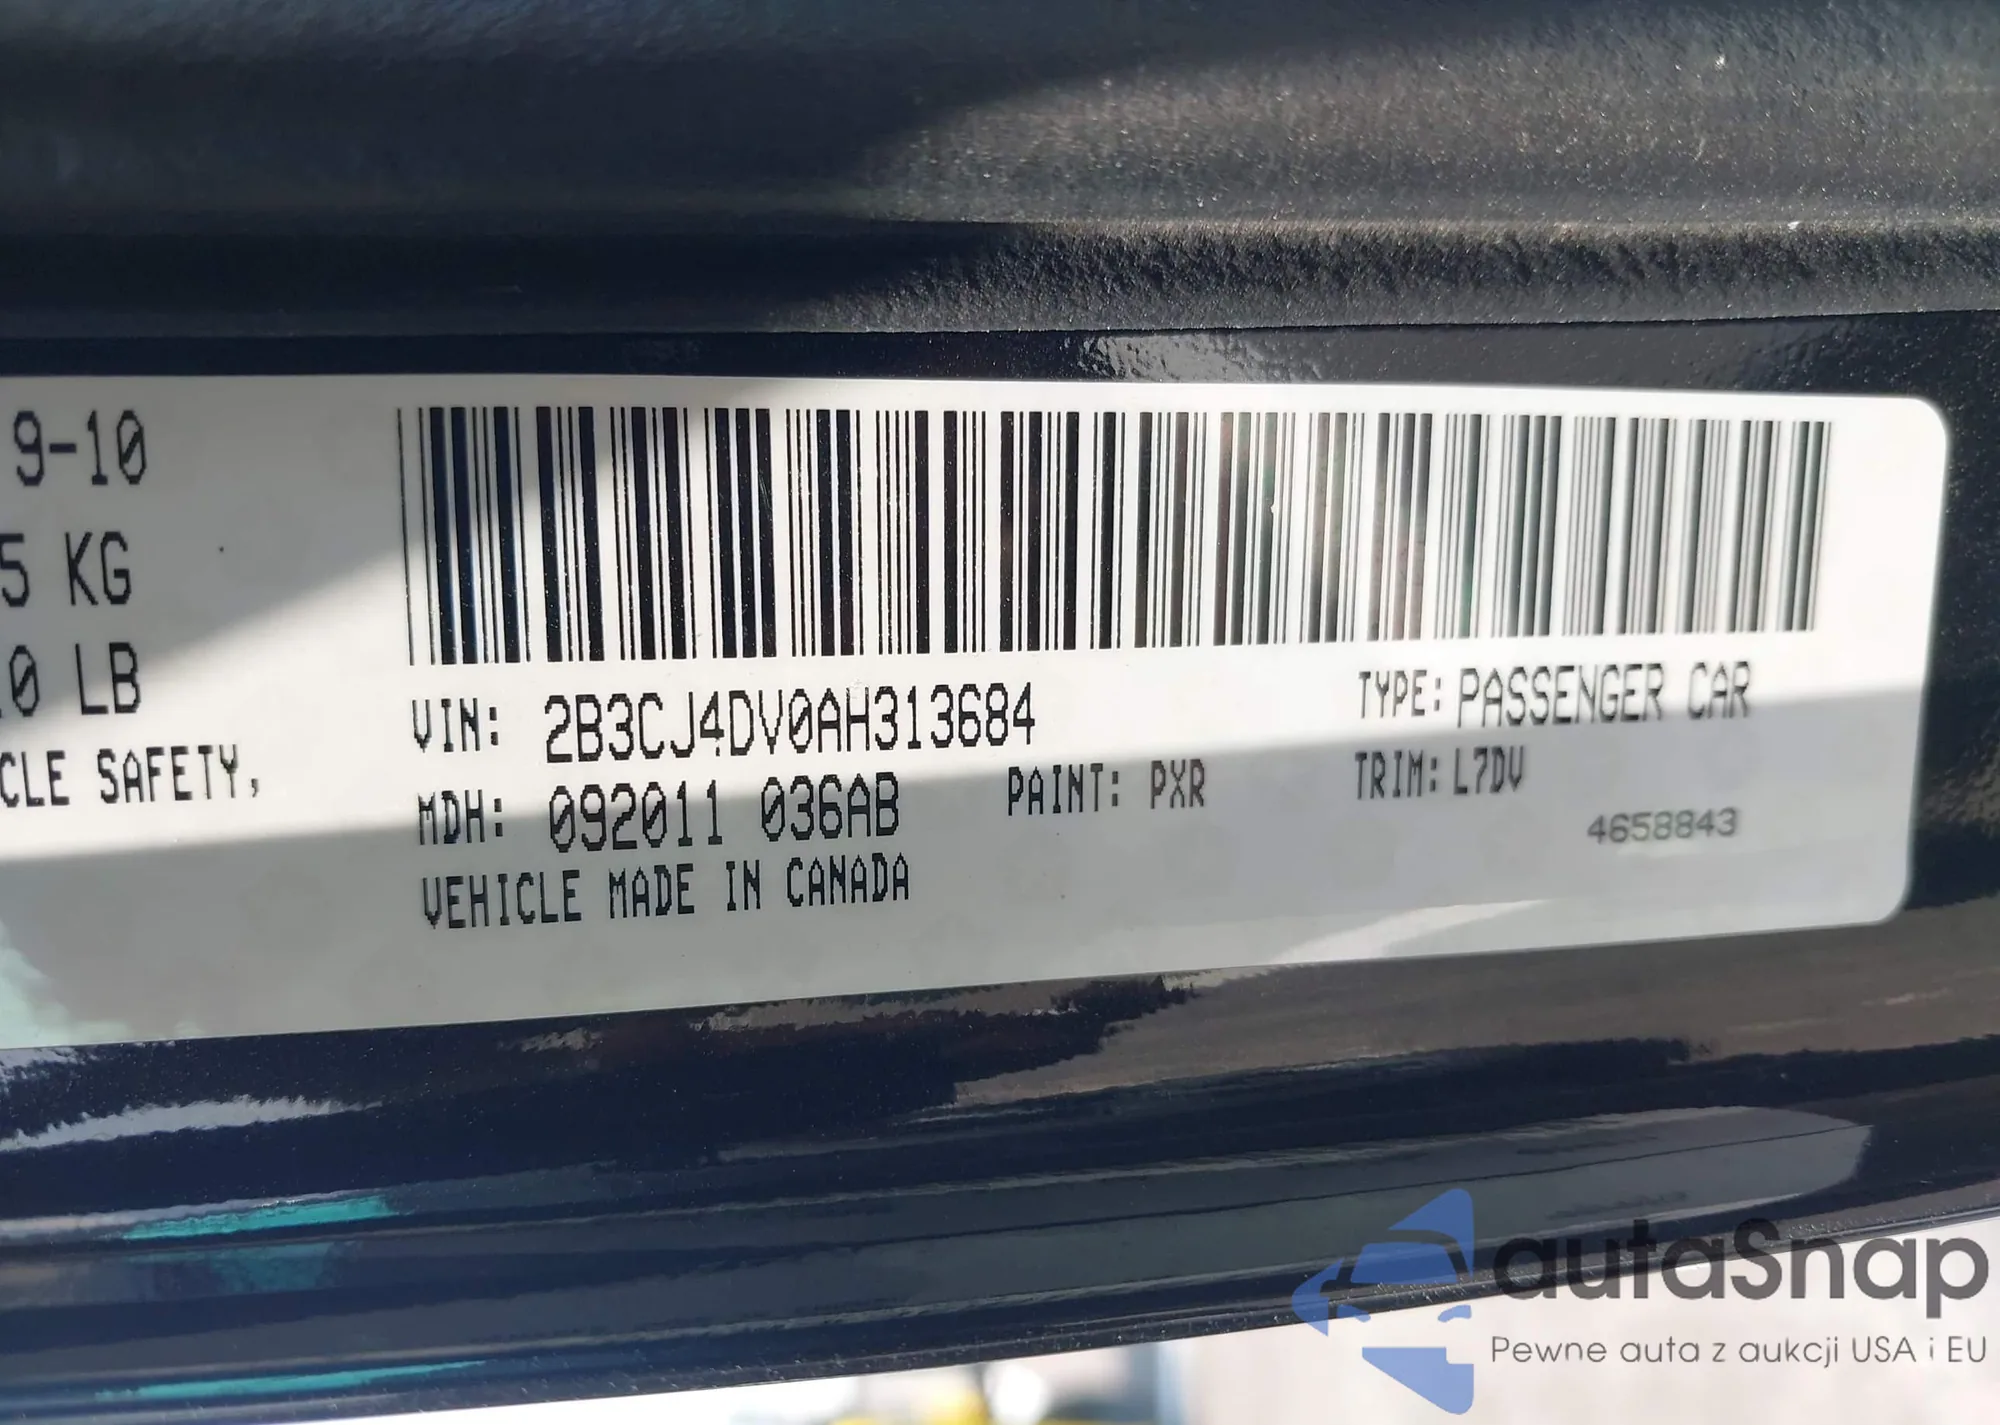 9-10
5 KG
0 LB
CLE SAFETY,
VIN: 2B3CJ4DV0AH313684
TYPE: PASSENGER CAR
MDH: 092011 036AB
PAINT: PXR
TRIM: L7DV
4658843
VEHICLE MADE IN CANADA
autaSnap
Pewne auta z aukcji USA i EU